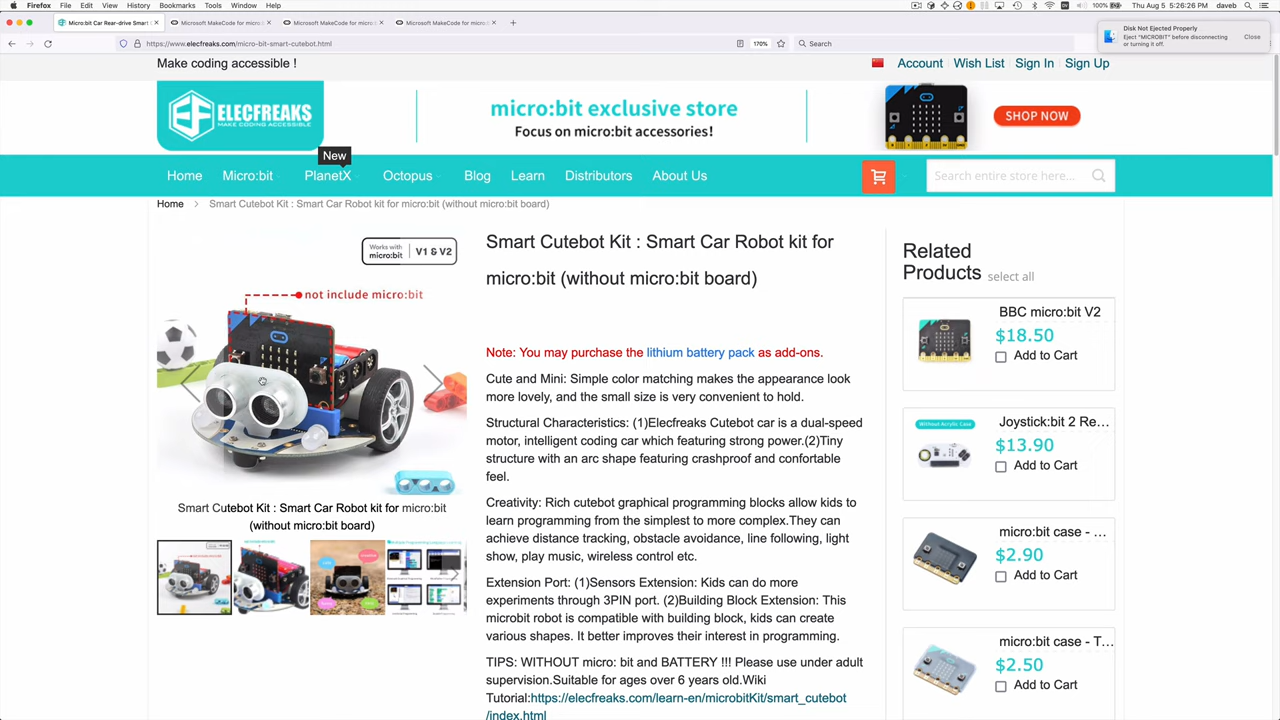 Firefox File Edit View History Bookmarks Tools Window Help
100% Thu Aug 5 5:26:26 PM daveb
Micro:bit Car Rear-drive Smart
Microsoft MakeCode for micro
Microsoft MakeCode for micro
Microsoft MakeCode for micro
https://www.elecfreaks.com/micro-bit-smart-cutebot.html
170%
Search
Disk Not Ejected Properly
Eject "MICROBIT" before disconnecting
or turning it off.
Close
Make coding accessible !
Account Wish List Sign In Sign Up
ELECFREAKS
MAKE CODING ACCESSIBLE
micro:bit exclusive store
Focus on micro:bit accessories!
SHOP NOW
New
Home Micro:bit PlanetX Octopus Blog Learn Distributors About Us
Search entire store here...
Home > Smart Cutebot Kit : Smart Car Robot kit for micro:bit (without micro:bit board)
Works with
micro:bit
V1 & V2
not include micro:bit
Smart Cutebot Kit : Smart Car Robot kit for micro:bit
(without micro:bit board)
Smart Cutebot Kit : Smart Car Robot kit for
micro:bit (without micro:bit board)
Note: You may purchase the lithium battery pack as add-ons.
Cute and Mini: Simple color matching makes the appearance look
more lovely, and the small size is very convenient to hold.
Structural Characteristics: (1)Elecfreaks Cutebot car is a dual-speed
motor, intelligent coding car which featuring strong power.(2)Tiny
structure with an arc shape featuring crashproof and confortable
feel.
Creativity: Rich cutebot graphical programming blocks allow kids to
learn programming from the simplest to more complex.They can
achieve distance tracking, obstacle avoidance, line following, light
show, play music, wireless control etc.
Extension Port: (1)Sensors Extension: Kids can do more
experiments through 3PIN port. (2)Building Block Extension: This
microbit robot is compatible with building block, kids can create
various shapes. It better improves their interest in programming.
TIPS: WITHOUT micro: bit and BATTERY !!! Please use under adult
supervision.Suitable for ages over 6 years old.Wiki
Tutorial:https://elecfreaks.com/learn-en/microbitKit/smart_cutebot
/index.html
Related
Products select all
BBC micro:bit V2
$18.50
Add to Cart
Without Acrylic Case
Joystick:bit 2 Re...
$13.90
Add to Cart
micro:bit case - ...
$2.90
Add to Cart
micro:bit case - T...
$2.50
Add to Cart